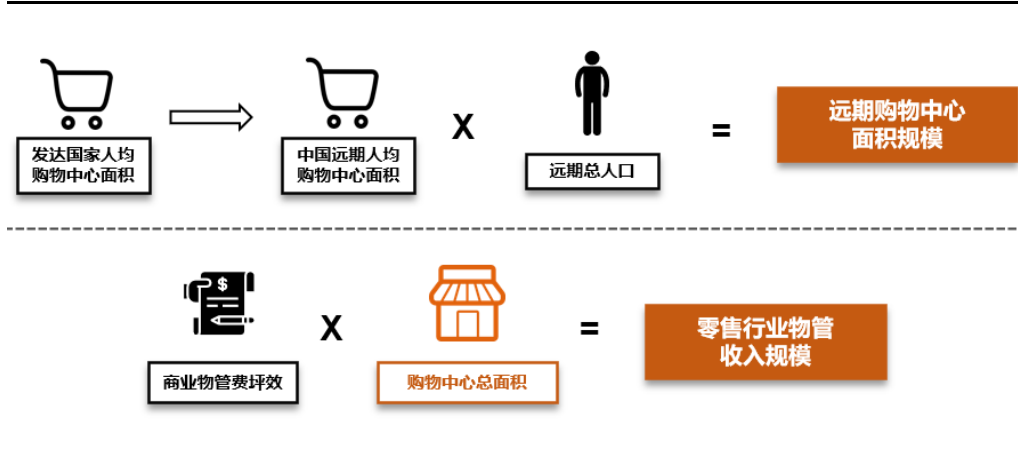 发达国家人均
购物中心面积
中国远期人均
购物中心面积
X
远期总人口
=
远期购物中心
面积规模
$
商业物管费坪效
X
购物中心总面积
=
零售行业物管
收入规模